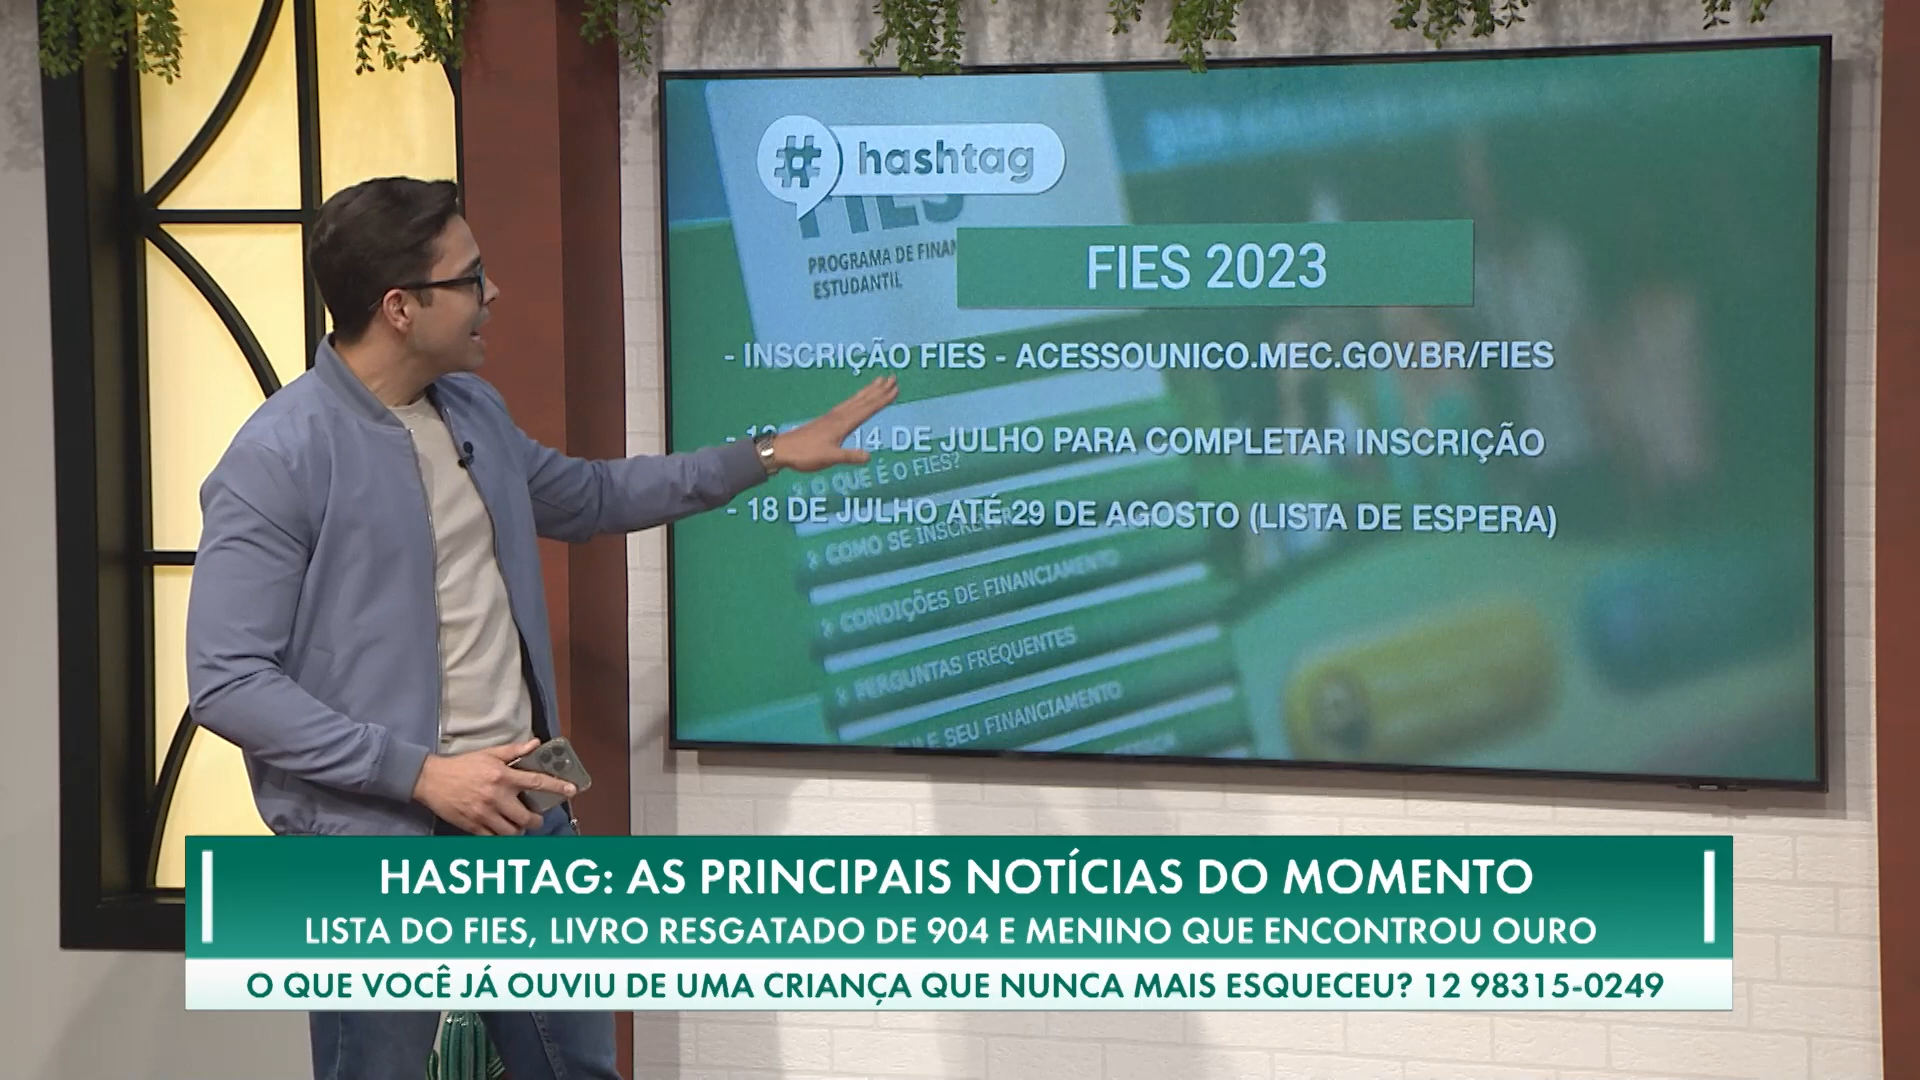 # hashtag
FIES
PROGRAMA DE FINAN
ESTUDANTIL
FIES 2023
- INSCRIÇÃO FIES - ACESSOUNICO.MEC.GOV.BR/FIES
14 DE JULHO PARA COMPLETAR INSCRIÇÃO
O QUE É O FIES?
- 18 DE JULHO ATÉ 29 DE AGOSTO (LISTA DE ESPERA)
COMO SE INSCREVER
CONDIÇÕES DE FINANCIAMENTO
PERGUNTAS FREQUENTES
SEU FINANCIAMENTO
HASHTAG: AS PRINCIPAIS NOTÍCIAS DO MOMENTO
LISTA DO FIES, LIVRO RESGATADO DE 904 E MENINO QUE ENCONTROU OURO
O QUE VOCÊ JÁ OUVIU DE UMA CRIANÇA QUE NUNCA MAIS ESQUECEU? 12 98315-0249